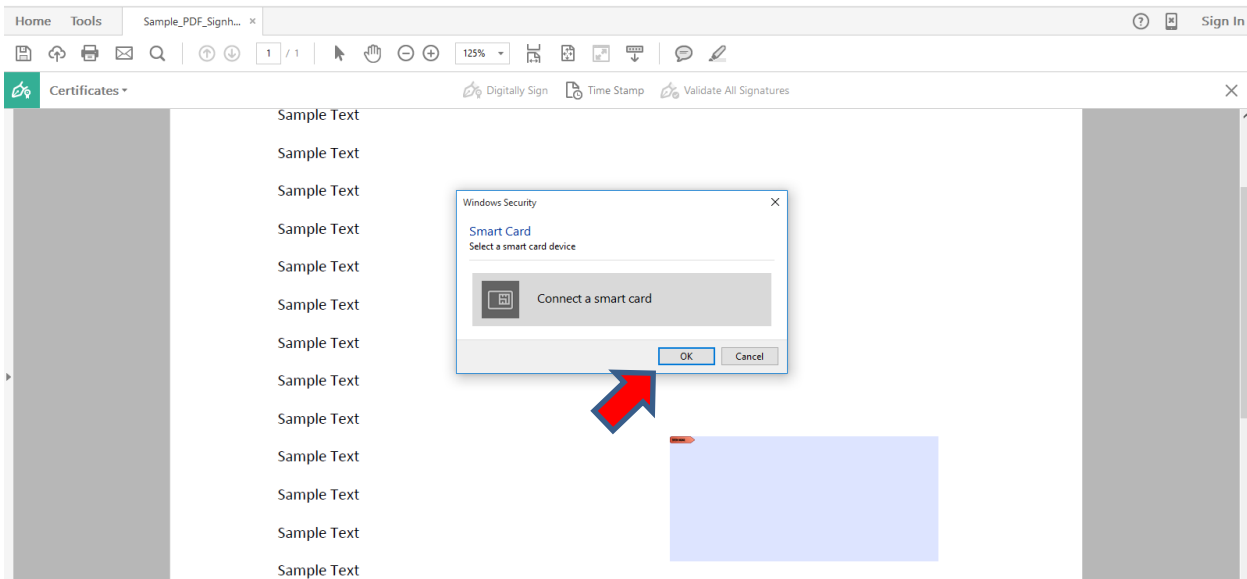 Home Tools Sample_PDF_Signh... × ? Sign In
1 / 1 125%
Certificates Digitally Sign Time Stamp Validate All Signatures
Sample Text
Sample Text
Sample Text
Sample Text
Sample Text
Sample Text
Sample Text
Sample Text
Sample Text
Sample Text
Sample Text
Sample Text
Sample Text
Windows Security
Smart Card
Select a smart card device
Connect a smart card
OK Cancel